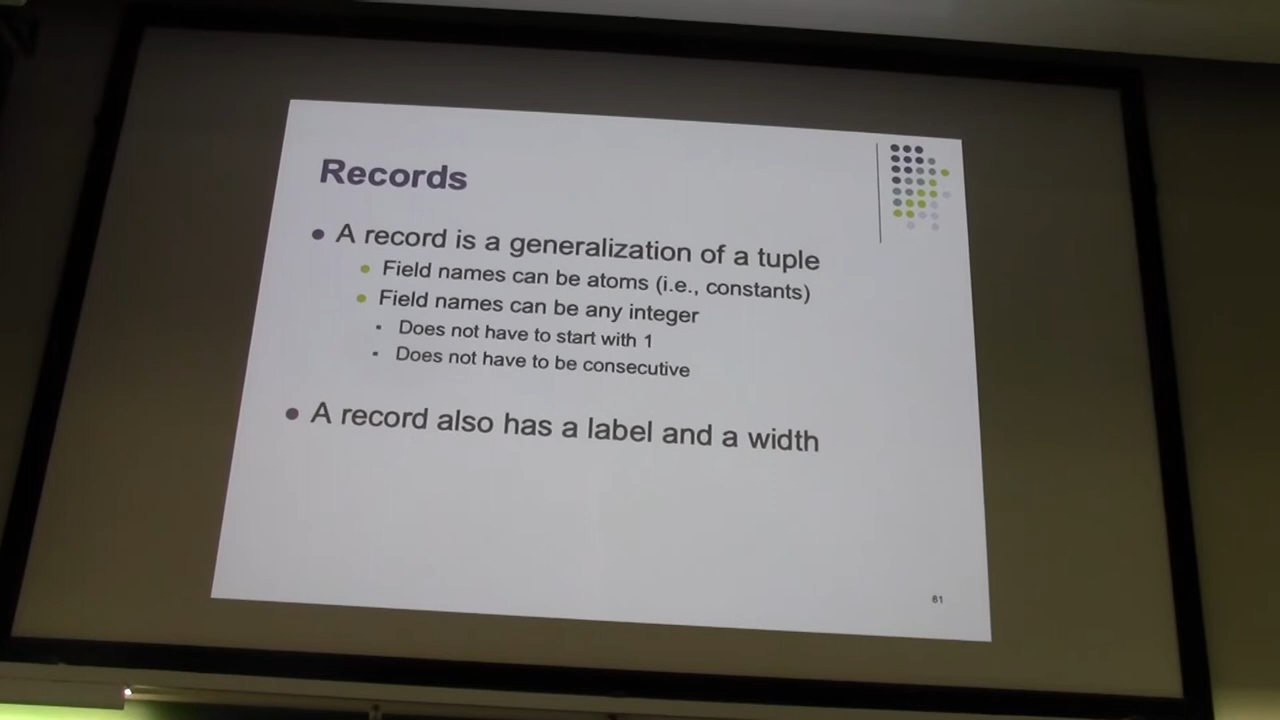 Records
A record is a generalization of a tuple
Field names can be atoms (i.e., constants)
Field names can be any integer
Does not have to start with 1
Does not have to be consecutive
A record also has a label and a width
61